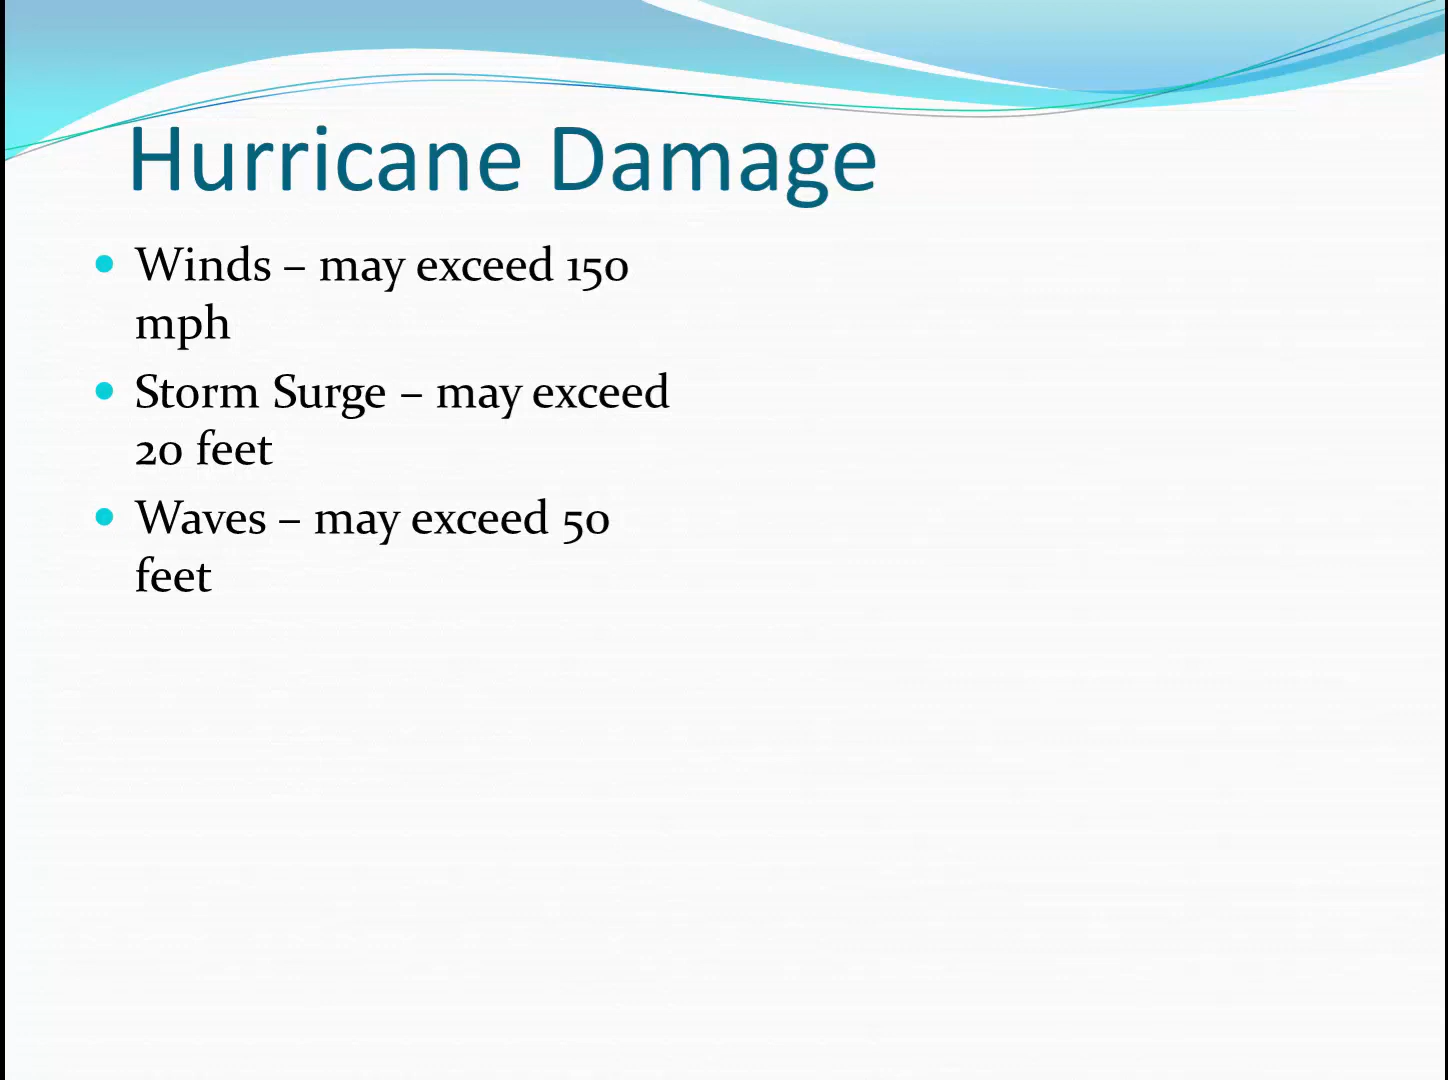 Hurricane Damage
• Winds – may exceed 150
mph
• Storm Surge – may exceed
20 feet
• Waves – may exceed 50
feet